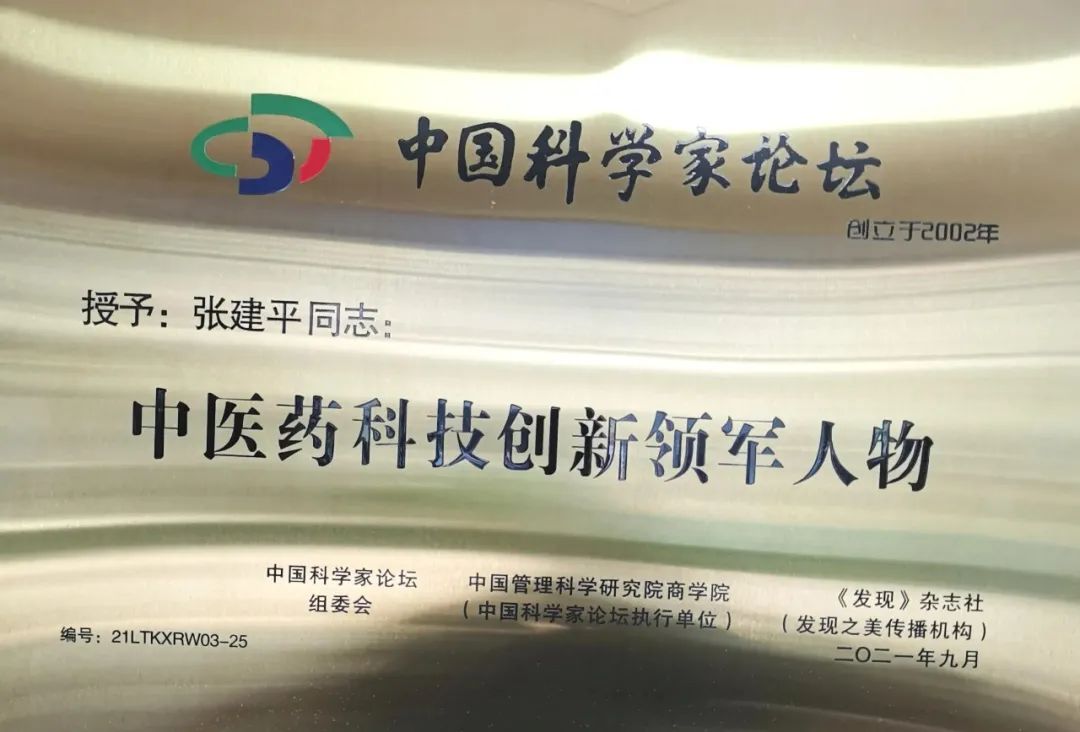 中国科学家论坛
创立于2002年
授予：张建平同志：
中医药科技创新领军人物
中国科学家论坛
组委会
中国管理科学研究院商学院
（中国科学家论坛执行单位）
《发现》杂志社
（发现之美传播机构）
二〇二一年九月
编号：21LTKXRW03-25